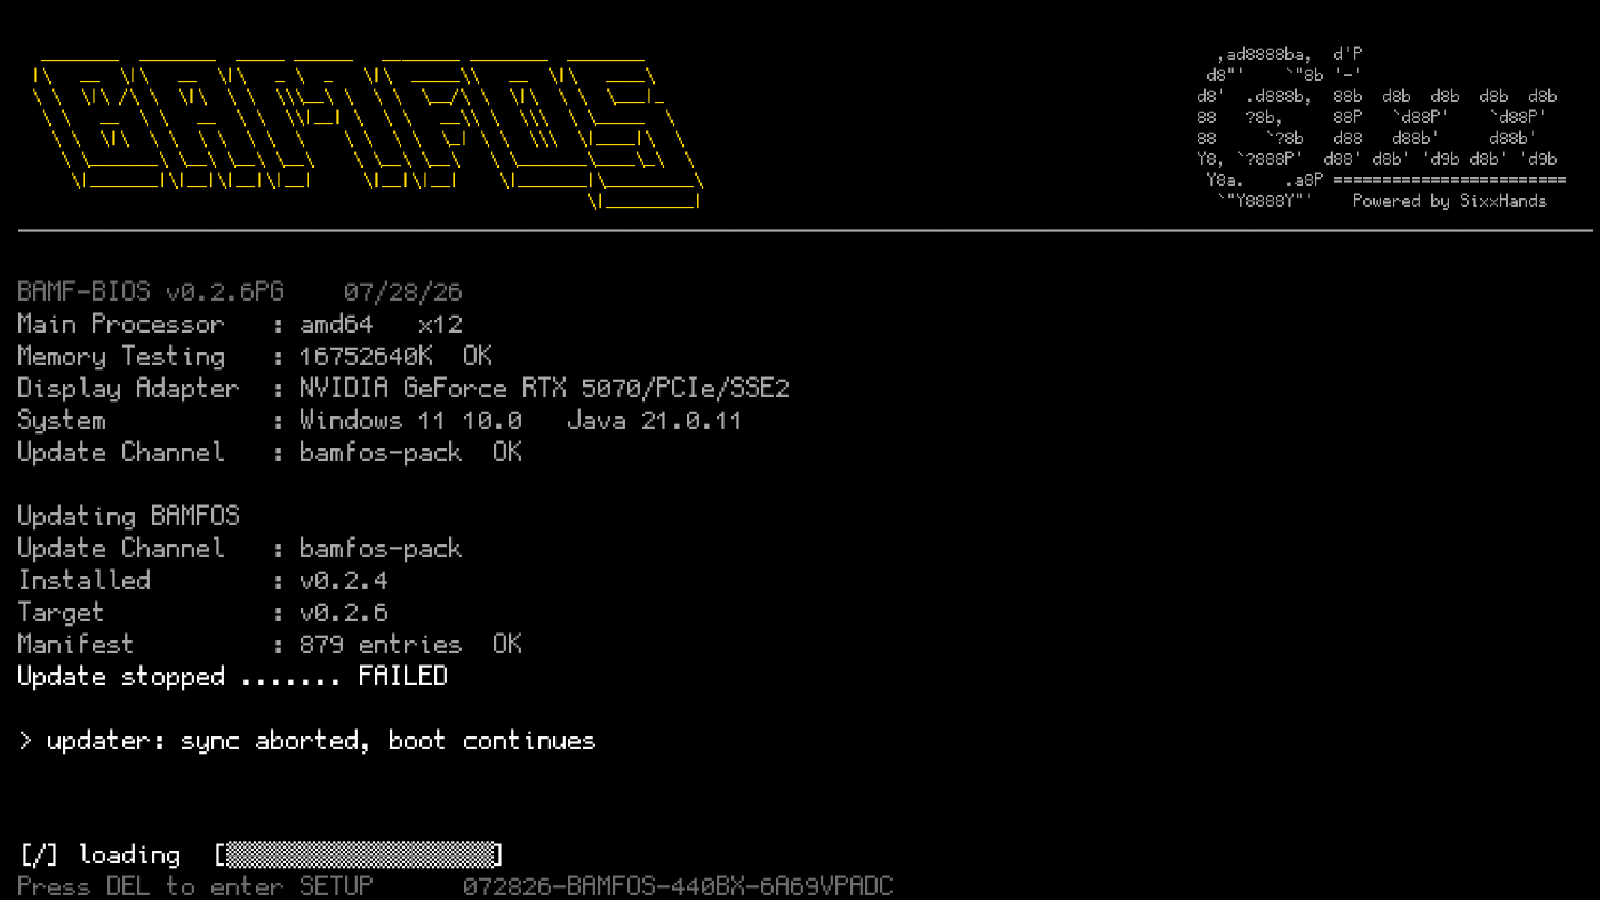 BAMFOS
Sixx
Powered by SixxHands
BAMF-BIOS v0.2.6PG    07/28/26
Main Processor   : amd64   x12
Memory Testing   : 16752640K  OK
Display Adapter  : NVIDIA GeForce RTX 5070/PCIe/SSE2
System           : Windows 11 10.0   Java 21.0.11
Update Channel   : bamfos-pack  OK
Updating BAMFOS
Update Channel   : bamfos-pack
Installed        : v0.2.4
Target           : v0.2.6
Manifest         : 879 entries  OK
Update stopped ....... FAILED
> updater: sync aborted, boot continues
[/] loading  [▒▒▒▒▒▒▒▒▒▒▒▒▒▒▒▒▒▒]
Press DEL to enter SETUP      072826-BAMFOS-440BX-6A69VPADC